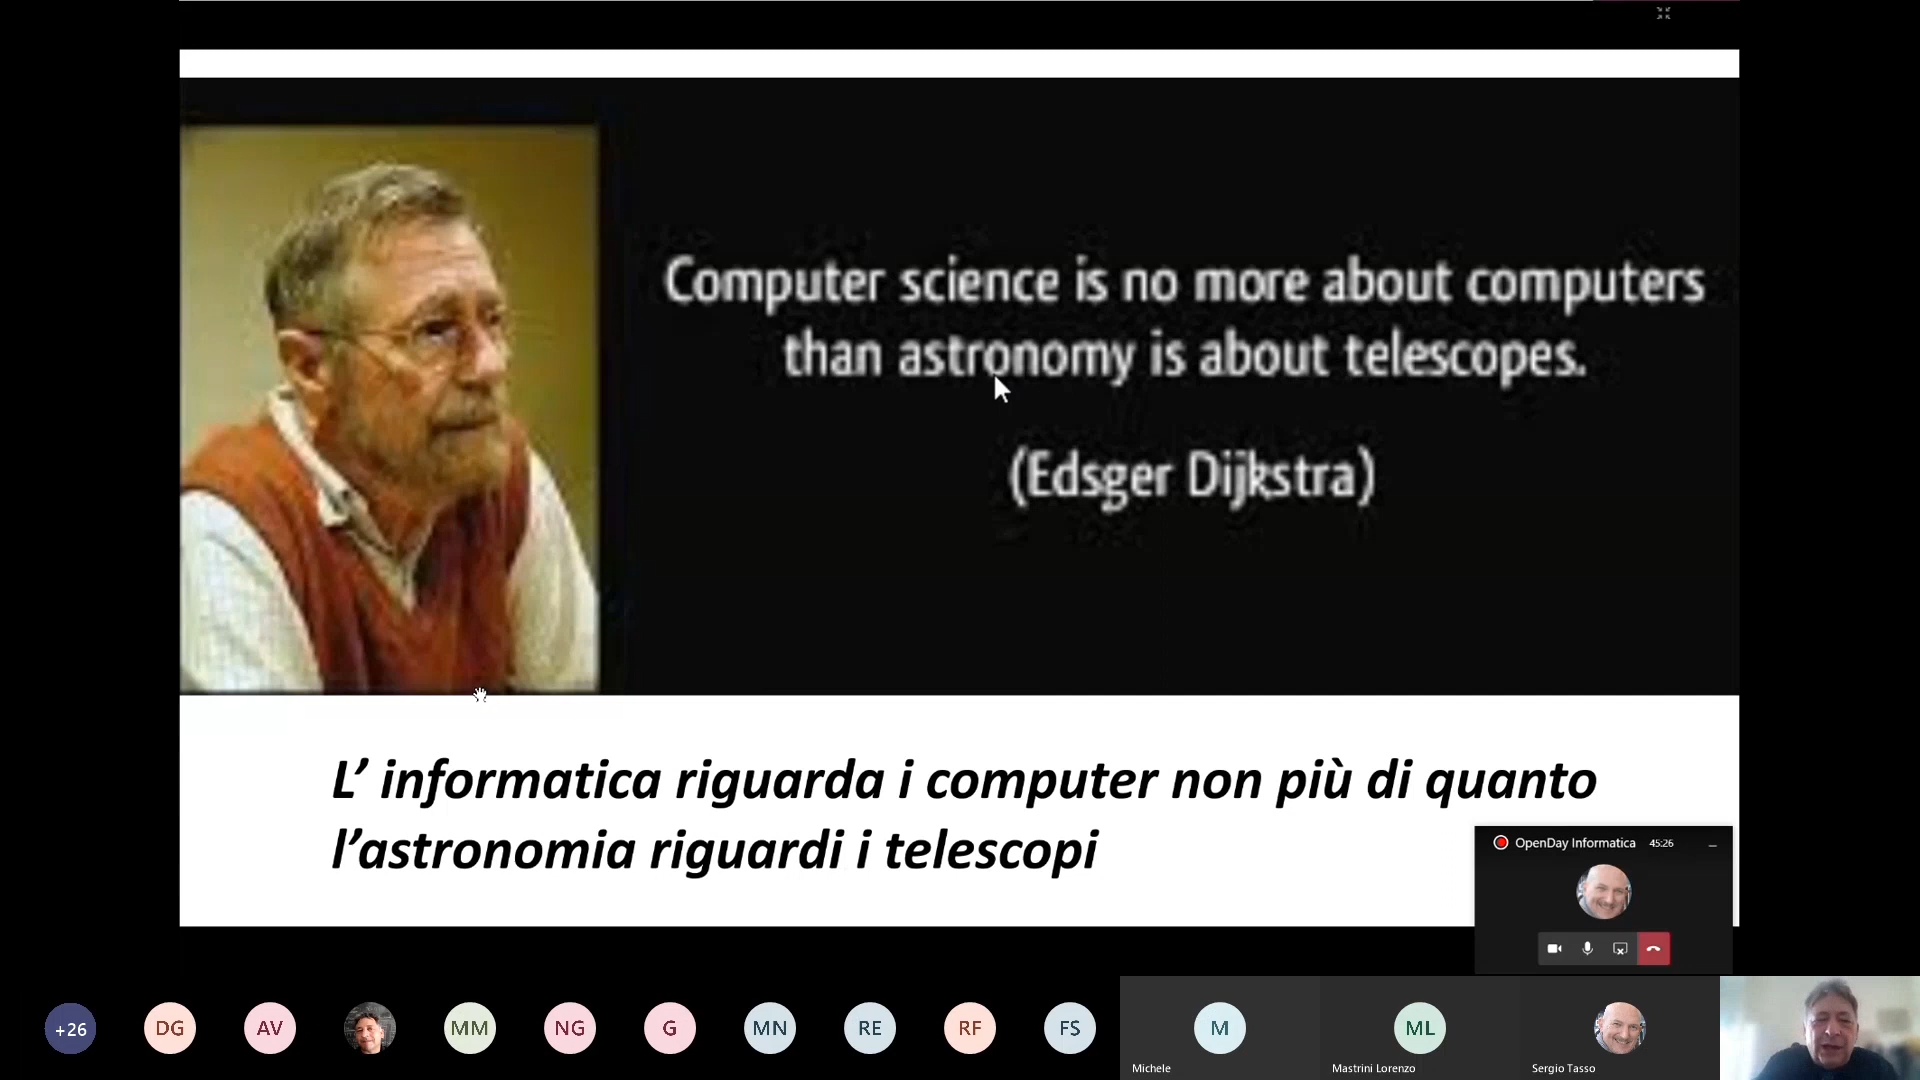 Computer science is no more about computers
than astronomy is about telescopes.
(Edsger Dijkstra)
L’ informatica riguarda i computer non più di quanto
l’astronomia riguardi i telescopi
OpenDay Informatica 45:26
+26
DG
AV
MM
NG
G
MN
RE
RF
FS
M
ML
Michele
Mastrini Lorenzo
Sergio Tasso